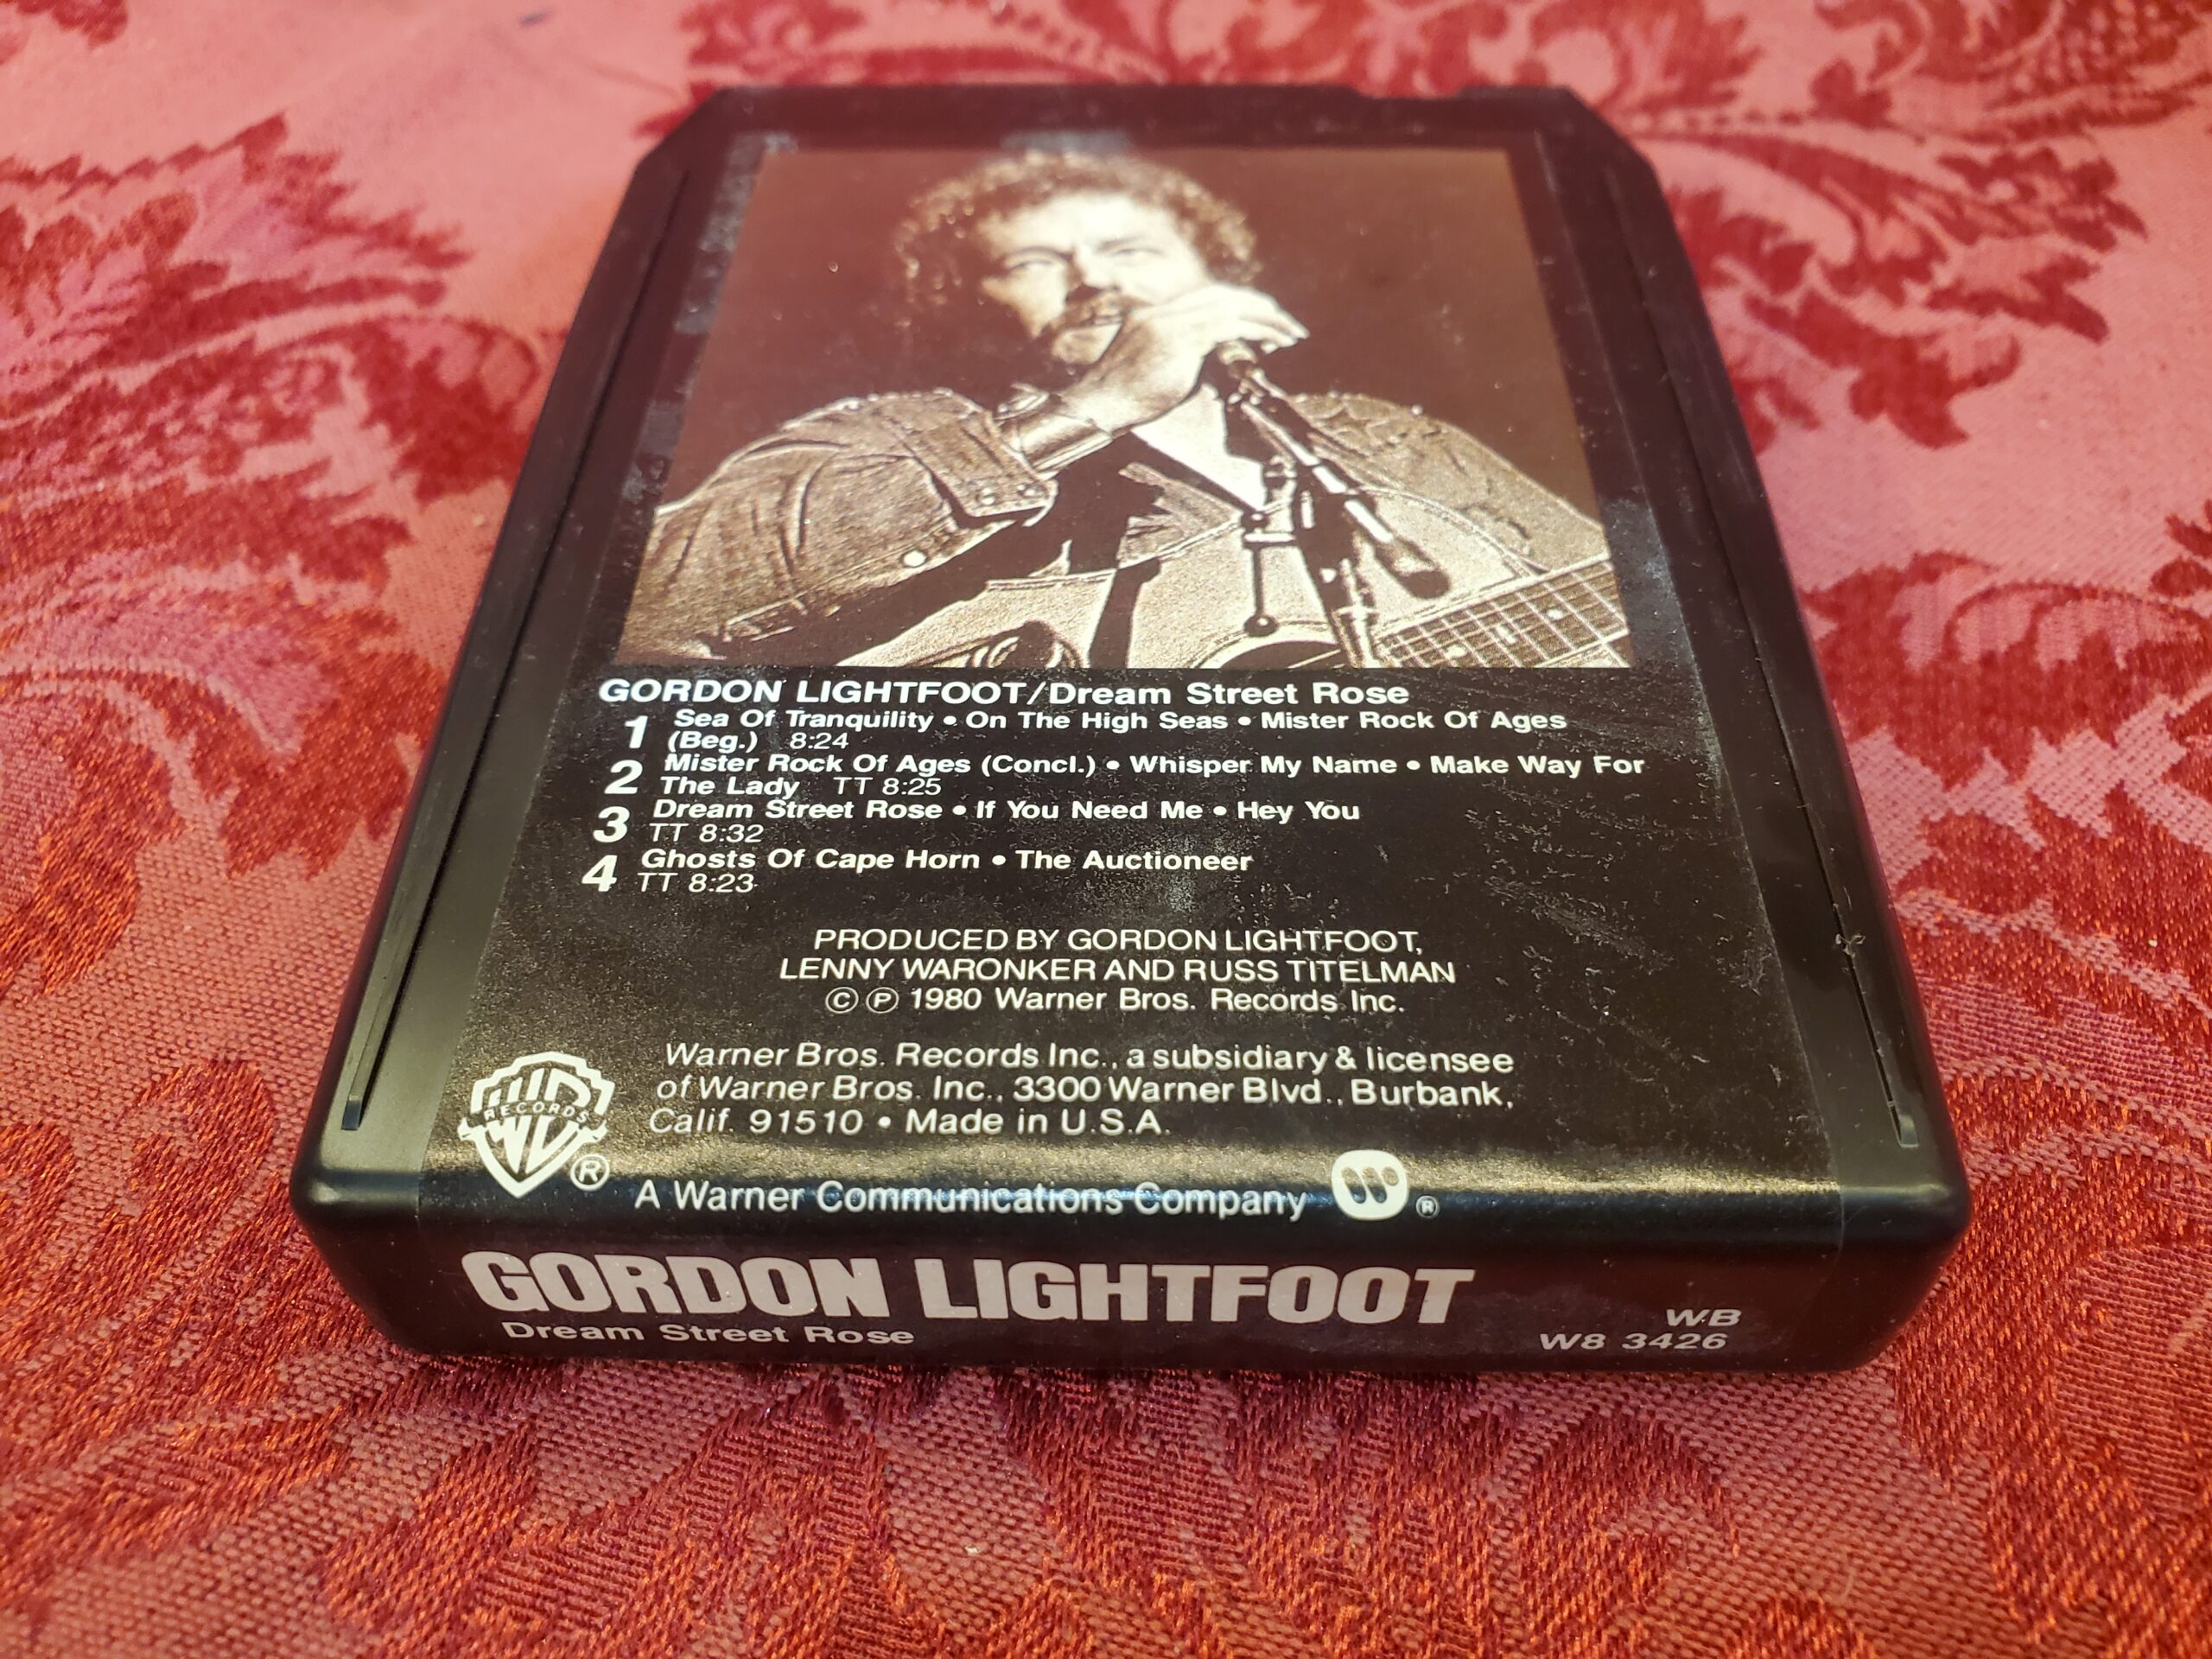 GORDON LIGHTFOOT/Dream Street Rose
1 Sea Of Tranquility • On The High Seas • Mister Rock Of Ages
(Beg.) 8:24
2 Mister Rock Of Ages (Concl.) • Whisper My Name • Make Way For
The Lady TT 8:25
3 Dream Street Rose • If You Need Me • Hey You
TT 8:32
4 Ghosts Of Cape Horn • The Auctioneer
TT 8:23
PRODUCED BY GORDON LIGHTFOOT,
LENNY WARONKER AND RUSS TITELMAN
© ℗ 1980 Warner Bros. Records Inc.
Warner Bros. Records Inc., a subsidiary & licensee
of Warner Bros. Inc., 3300 Warner Blvd., Burbank,
Calif. 91510 • Made in U.S.A.
WB RECORDS ®
A Warner Communications Company W ®
GORDON LIGHTFOOT
Dream Street Rose
WB
W8 3426